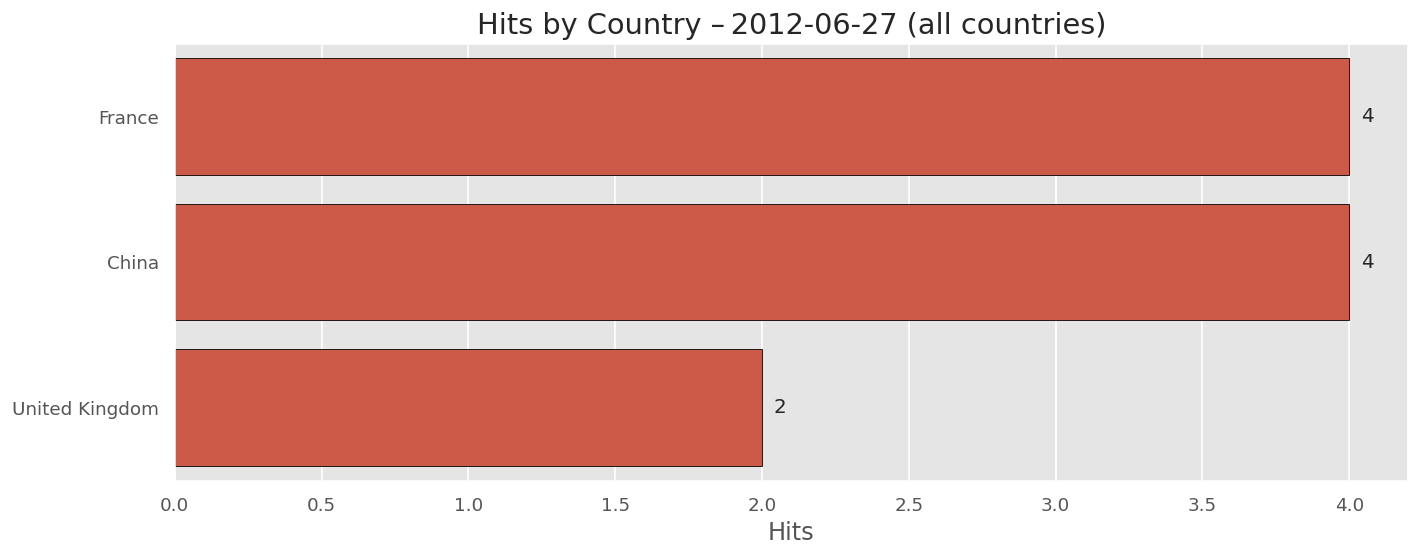 Hits by Country – 2012-06-27 (all countries)
France
4
China
4
United Kingdom
2
0.0 0.5 1.0 1.5 2.0 2.5 3.0 3.5 4.0
Hits